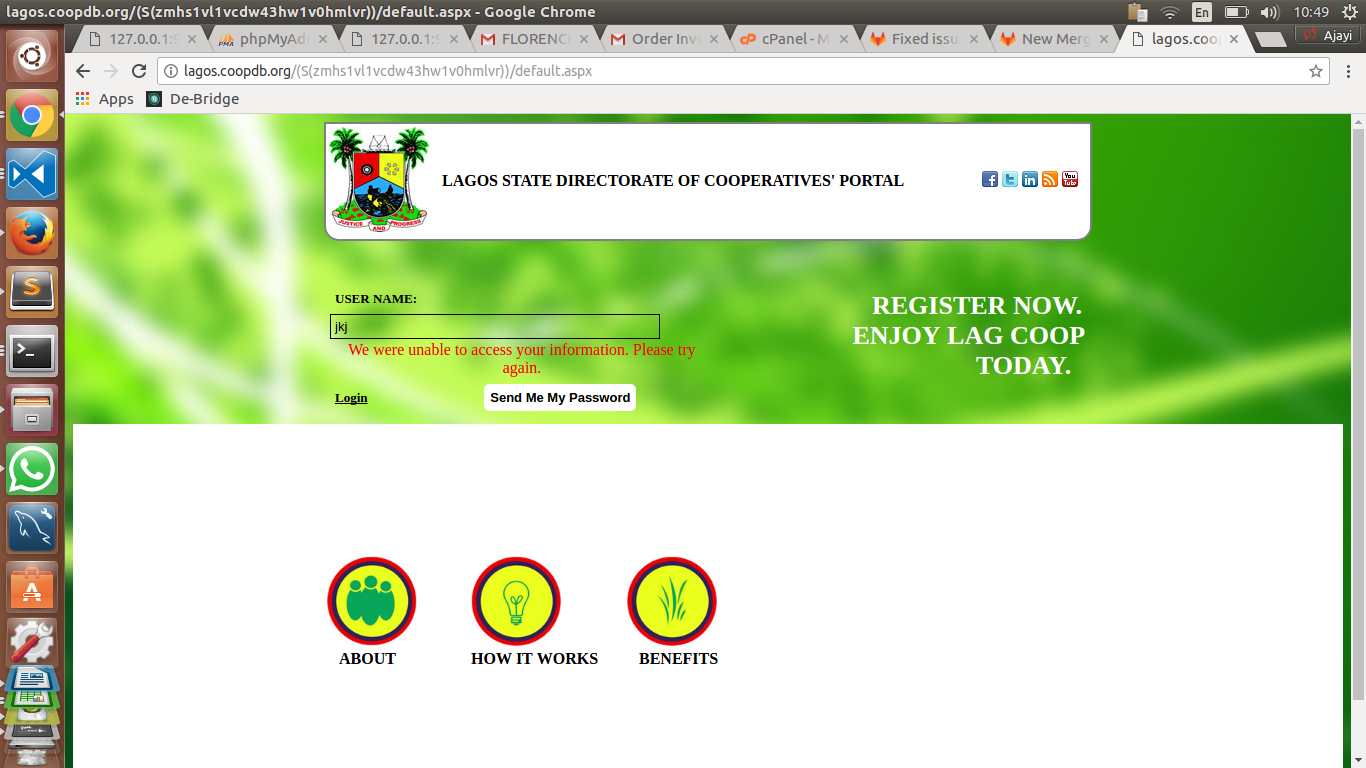 lagos.coopdb.org/(S(zmhs1vl1vcdw43hw1v0hmlvr))/default.aspx - Google Chrome
En
10:49
127.0.0.1:
phpMyAd
127.0.0.1:
FLORENC
Order Inv
cPanel - M
Fixed issu
New Merg
lagos.coop
Ajayi
lagos.coopdb.org/(S(zmhs1vl1vcdw43hw1v0hmlvr))/default.aspx
Apps
De-Bridge
LAGOS STATE DIRECTORATE OF COOPERATIVES' PORTAL
JUSTICE AND PROGRESS
You Tube
USER NAME:
jkj
We were unable to access your information. Please try
again.
Login
Send Me My Password
REGISTER NOW.
ENJOY LAG COOP
TODAY.
ABOUT
HOW IT WORKS
BENEFITS